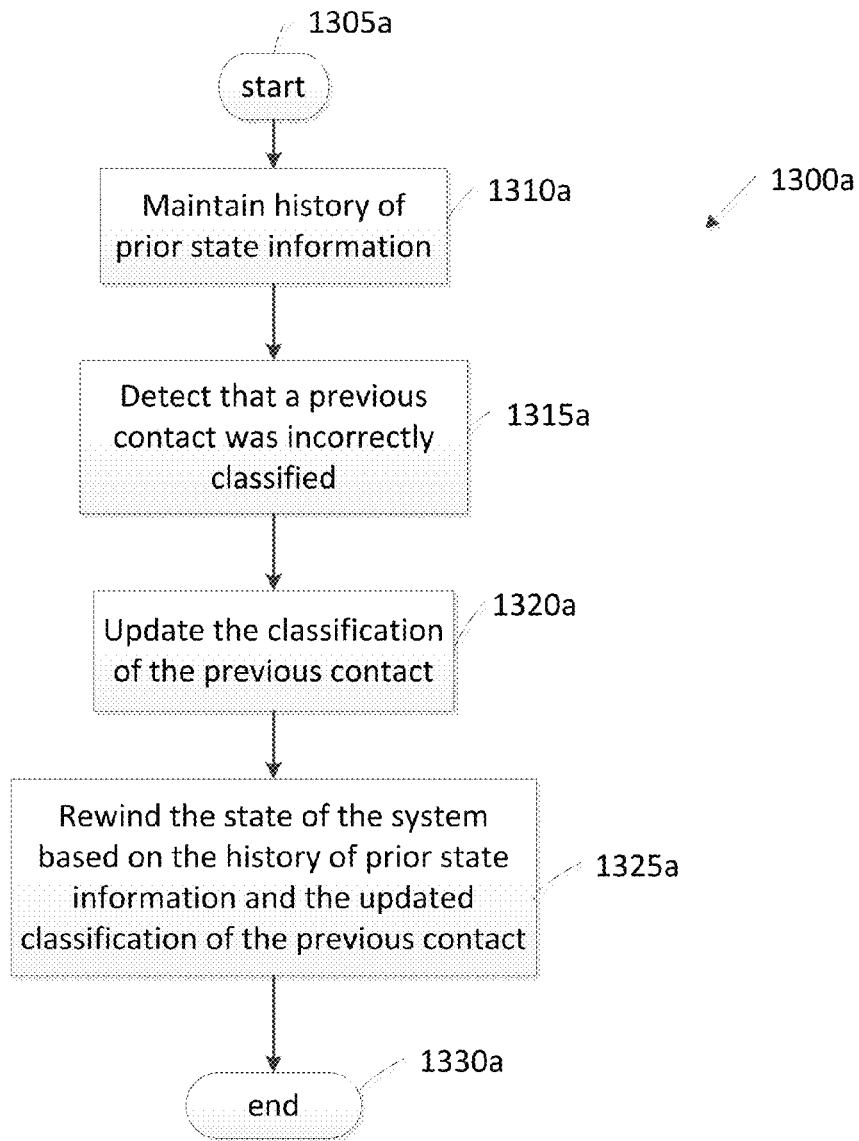 1305a
start
1310a
1300a
Maintain history of
prior state information
Detect that a previous
contact was incorrectly
classified
1315a
1320a
Update the classification
of the previous contact
Rewind the state of the system
based on the history of prior state
information and the updated
classification of the previous contact
1325a
1330a
end